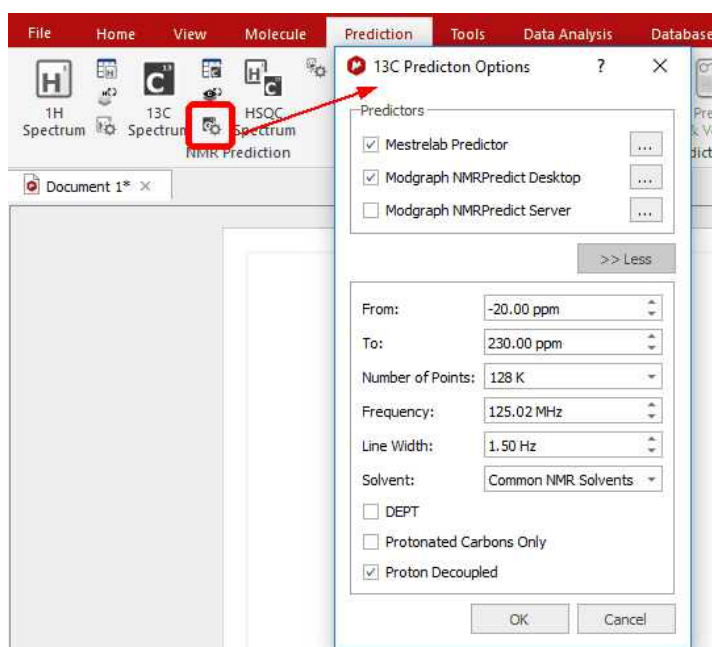 File Home View Molecule Prediction Tools Data Analysis Database
13C Predicton Options ? ×
H
13
C
H
C
1H
Spectrum
13C
Spectrum
HSQC
Spectrum
NMR Prediction
Document 1* ×
Predictors
Mestrelab Predictor ...
Modgraph NMRPredict Desktop ...
Modgraph NMRPredict Server ...
>> Less
From: -20.00 ppm
To: 230.00 ppm
Number of Points: 128 K
Frequency: 125.02 MHz
Line Width: 1.50 Hz
Solvent: Common NMR Solvents
DEPT
Protonated Carbons Only
Proton Decoupled
OK Cancel